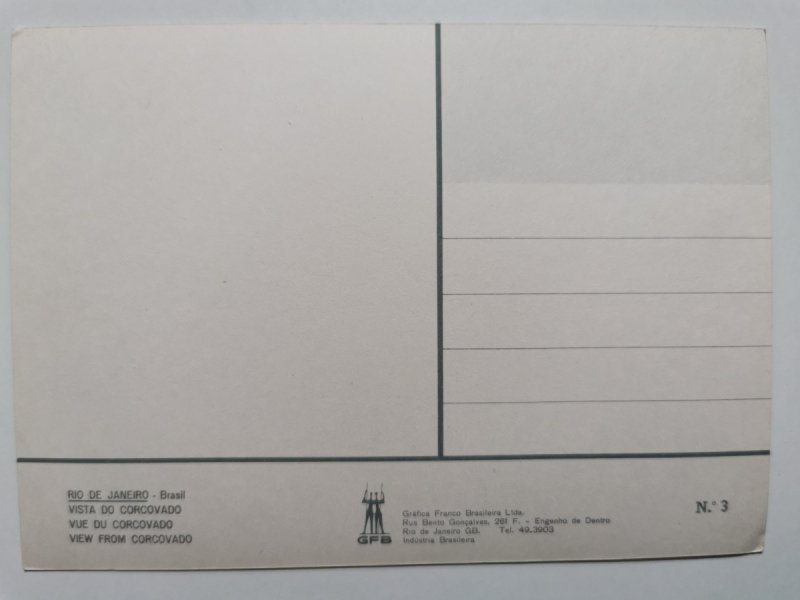 RIO DE JANEIRO - Brasil
VISTA DO CORCOVADO
VUE DU CORCOVADO
VIEW FROM CORCOVADO
GFB
Gráfica Franco Brasileira Ltda.
Rua Bento Gonçalves, 261 F. - Engenho de Dentro
Rio de Janeiro GB. Tel. 49.3903
Indústria Brasileira
N.º 3